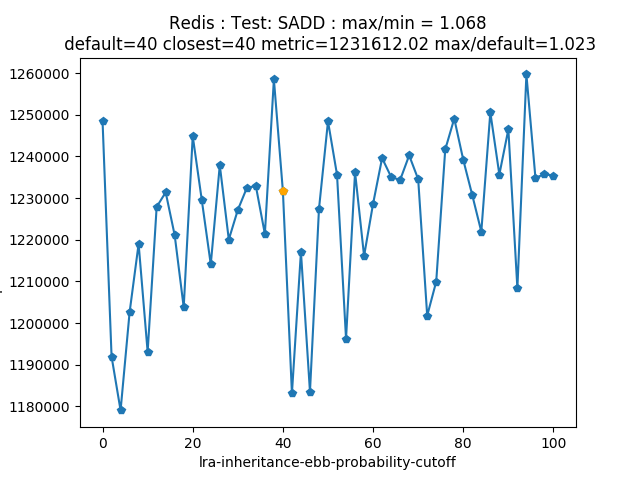 Redis : Test: SADD : max/min = 1.068
default=40 closest=40 metric=1231612.02 max/default=1.023
1260000
1250000
1240000
1230000
1220000
1210000
1200000
1190000
1180000
0 20 40 60 80 100
lra-inheritance-ebb-probability-cutoff